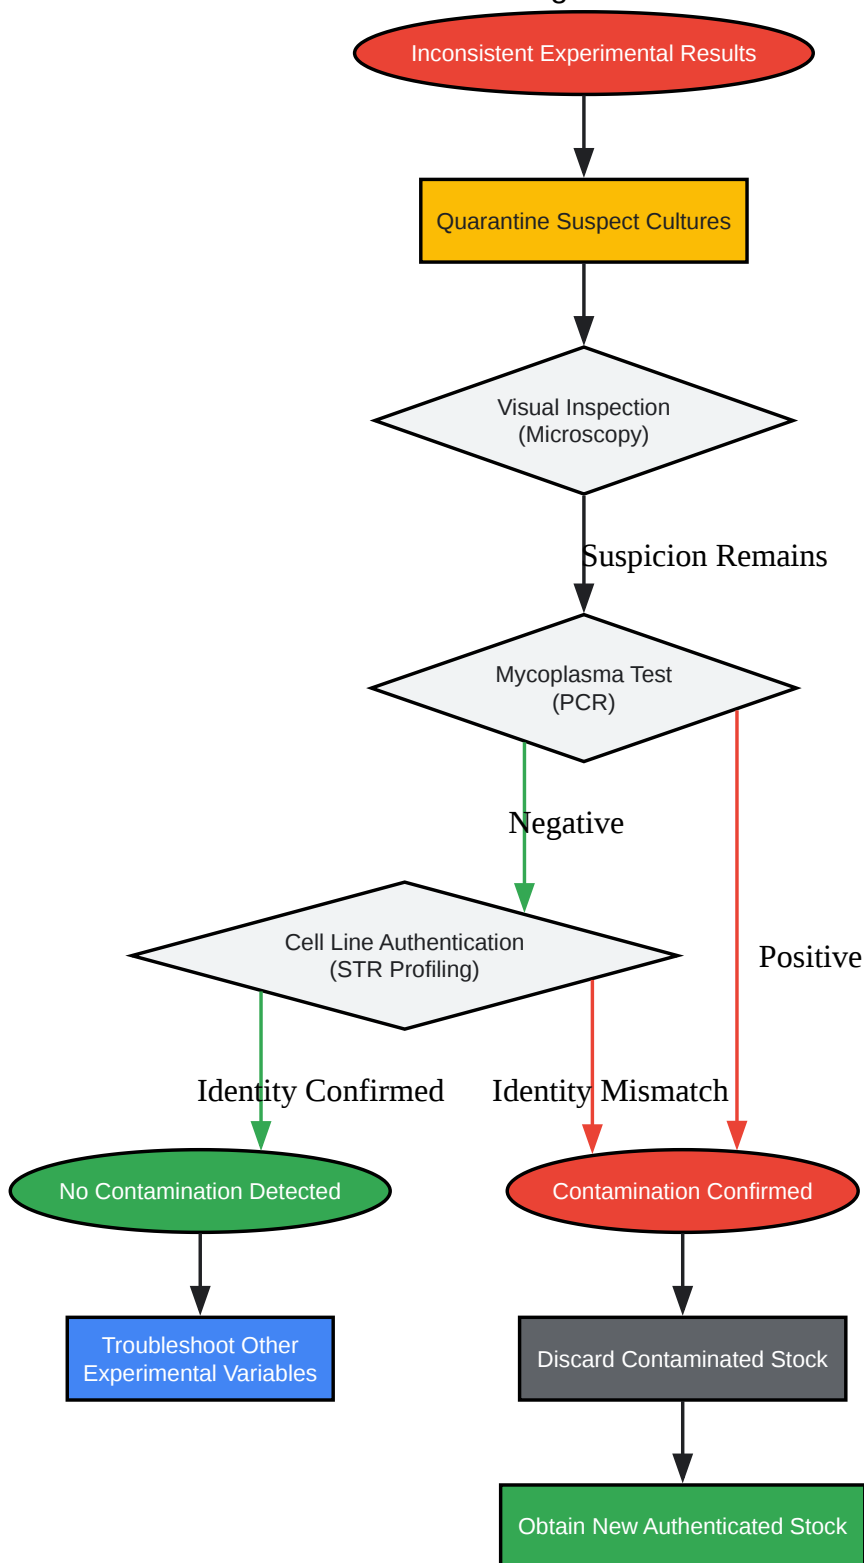 Inconsistent Experimental Results
Quarantine Suspect Cultures
Visual Inspection
(Microscopy)
Suspicion Remains
Mycoplasma Test
(PCR)
Negative
Cell Line Authentication
(STR Profiling)
Positive
Identity Confirmed
Identity Mismatch
No Contamination Detected
Contamination Confirmed
Troubleshoot Other
Experimental Variables
Discard Contaminated Stock
Obtain New Authenticated Stock